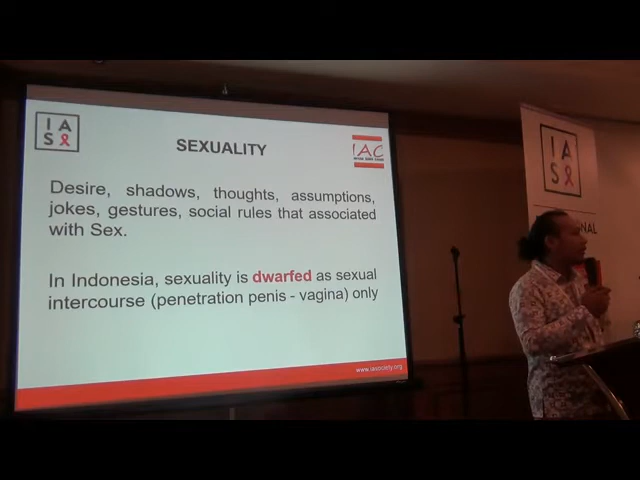 IAS
SEXUALITY
IAC
Desire, shadows, thoughts, assumptions,
jokes, gestures, social rules that associated
with Sex.
In Indonesia, sexuality is dwarfed as sexual
intercourse (penetration penis - vagina) only
www.iasociety.org
IAS
NAL